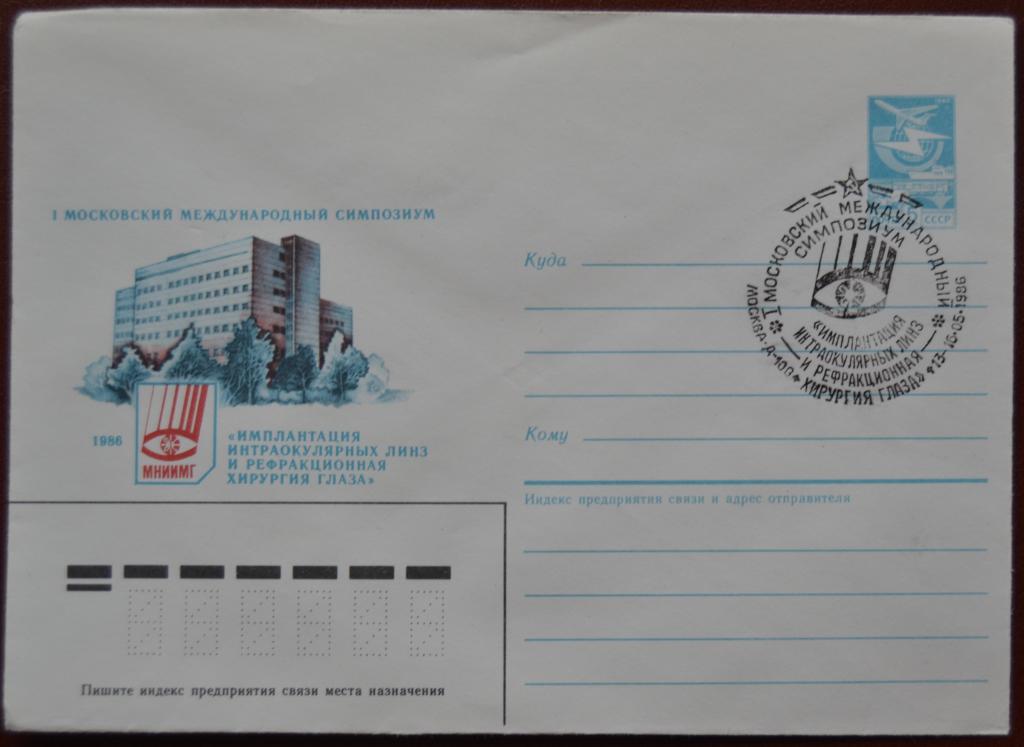 I МОСКОВСКИЙ МЕЖДУНАРОДНЫЙ СИМПОЗИУМ
1986
МНИИМГ
«ИМПЛАНТАЦИЯ
ИНТРАОКУЛЯРНЫХ ЛИНЗ
И РЕФРАКЦИОННАЯ
ХИРУРГИЯ ГЛАЗА»
СССР
I МОСКОВСКИЙ МЕЖДУНАРОДНЫЙ
СИМПОЗИУМ
«ИМПЛАНТАЦИЯ
ИНТРАОКУЛЯРНЫХ ЛИНЗ
И РЕФРАКЦИОННАЯ
ХИРУРГИЯ ГЛАЗА»
МОСКВА-Д-400 13-16-05-1986
Куда
Кому
Индекс предприятия связи и адрес отправителя
Пишите индекс предприятия связи места назначения